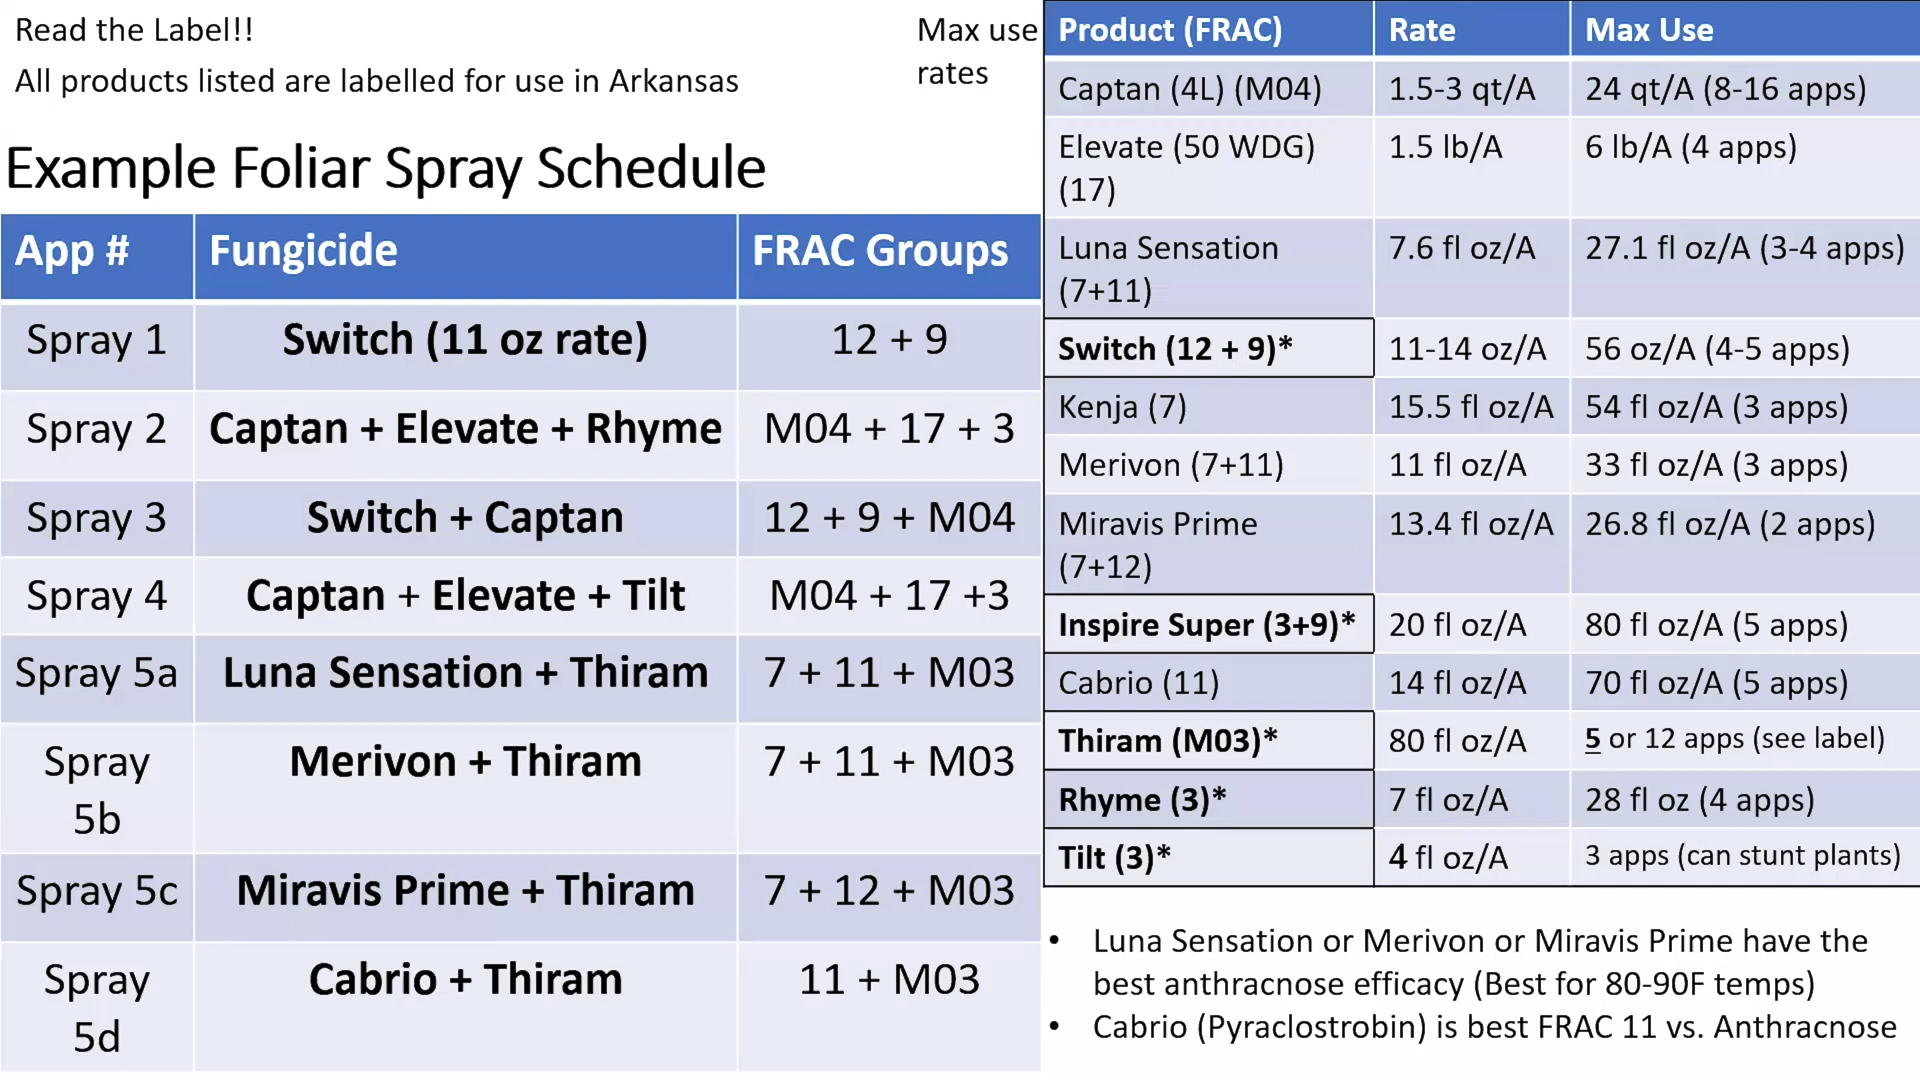 Read the Label!!
All products listed are labelled for use in Arkansas
Example Foliar Spray Schedule
App # Fungicide FRAC Groups
Spray 1 Switch (11 oz rate) 12 + 9
Spray 2 Captan + Elevate + Rhyme M04 + 17 + 3
Spray 3 Switch + Captan 12 + 9 + M04
Spray 4 Captan + Elevate + Tilt M04 + 17 +3
Spray 5a Luna Sensation + Thiram 7 + 11 + M03
Spray Merivon + Thiram 7 + 11 + M03
5b
Spray 5c Miravis Prime + Thiram 7 + 12 + M03
Spray Cabrio + Thiram 11 + M03
5d
Max use
rates
Product (FRAC) Rate Max Use
Captan (4L) (M04) 1.5-3 qt/A 24 qt/A (8-16 apps)
Elevate (50 WDG) 1.5 lb/A 6 lb/A (4 apps)
(17)
Luna Sensation 7.6 fl oz/A 27.1 fl oz/A (3-4 apps)
(7+11)
Switch (12 + 9)* 11-14 oz/A 56 oz/A (4-5 apps)
Kenja (7) 15.5 fl oz/A 54 fl oz/A (3 apps)
Merivon (7+11) 11 fl oz/A 33 fl oz/A (3 apps)
Miravis Prime 13.4 fl oz/A 26.8 fl oz/A (2 apps)
(7+12)
Inspire Super (3+9)* 20 fl oz/A 80 fl oz/A (5 apps)
Cabrio (11) 14 fl oz/A 70 fl oz/A (5 apps)
Thiram (M03)* 80 fl oz/A 5 or 12 apps (see label)
Rhyme (3)* 7 fl oz/A 28 fl oz (4 apps)
Tilt (3)* 4 fl oz/A 3 apps (can stunt plants)
• Luna Sensation or Merivon or Miravis Prime have the
best anthracnose efficacy (Best for 80-90F temps)
• Cabrio (Pyraclostrobin) is best FRAC 11 vs. Anthracnose